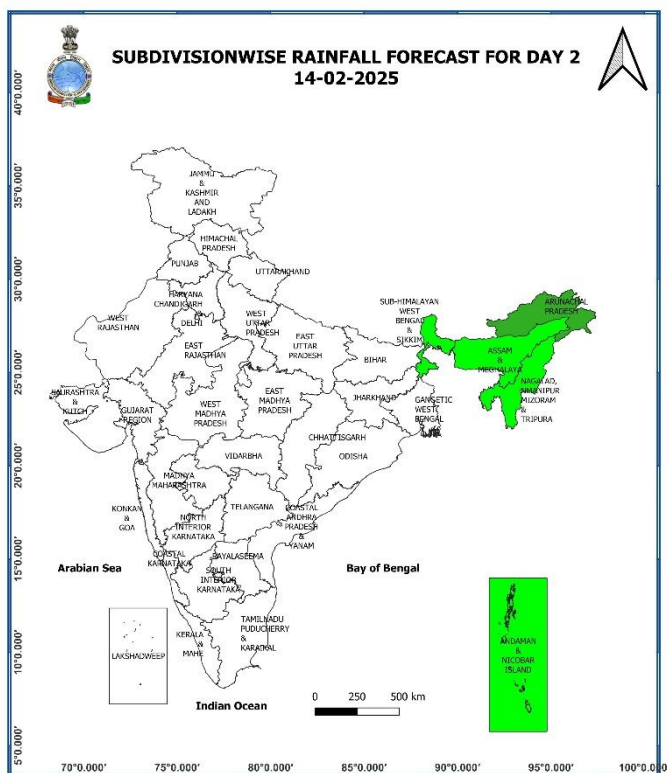 SUBDIVISIONWISE RAINFALL FORECAST FOR DAY 2
14-02-2025
40°0.000'
35°0.000'
30°0.000'
25°0.000'
20°0.000'
15°0.000'
10°0.000'
5°0.000'
JAMMU
&
KASHMIR
AND
LADAKH
HIMACHAL
PRADESH
PUNJAB
UTTARAKHAND
HARYANA
CHANDIGARH
&
DELHI
WEST
RAJASTHAN
WEST
UTTAR
PRADESH
EAST
RAJASTHAN
EAST
UTTAR
PRADESH
SUB-HIMALAYAN
WEST
BENGAL
&
SIKKIM
ARUNACHAL
PRADESH
ASSAM
&
MEGHALAYA
NAGALAD,
MNANIPUR
MIZORAM
&
TRIPURA
BIHAR
SAURASHTRA
&
KUTCH
GUJARAT
REGION
WEST
MADHYA
PRADESH
EAST
MADHYA
PRADESH
JHARKHAND
GANGSETIC
WEST
BENGAL
CHHATTISGARH
ODISHA
VIDARBHA
MADHYA
MAHARASHTRA
KONKAN
&
GOA
NORTH
INTERIOR
KARNATAKA
TELANGANA
COASTAL
ANDHRA
PRADESH
&
YANAM
COASTAL
KARNATAKA
RAYALASEEMA
SOUTH
INTERIOR
KARNATAKA
Arabian Sea
Bay of Bengal
LAKSHADWEEP
KERALA
&
MAHE
TAMILNADU
PUDUCHERRY
&
KARAIKAL
ANDAMAN
&
NICOBAR
ISLAND
Indian Ocean
0 250 500 km
70°0.000' 75°0.000' 80°0.000' 85°0.000' 90°0.000' 95°0.000' 100°0.000'